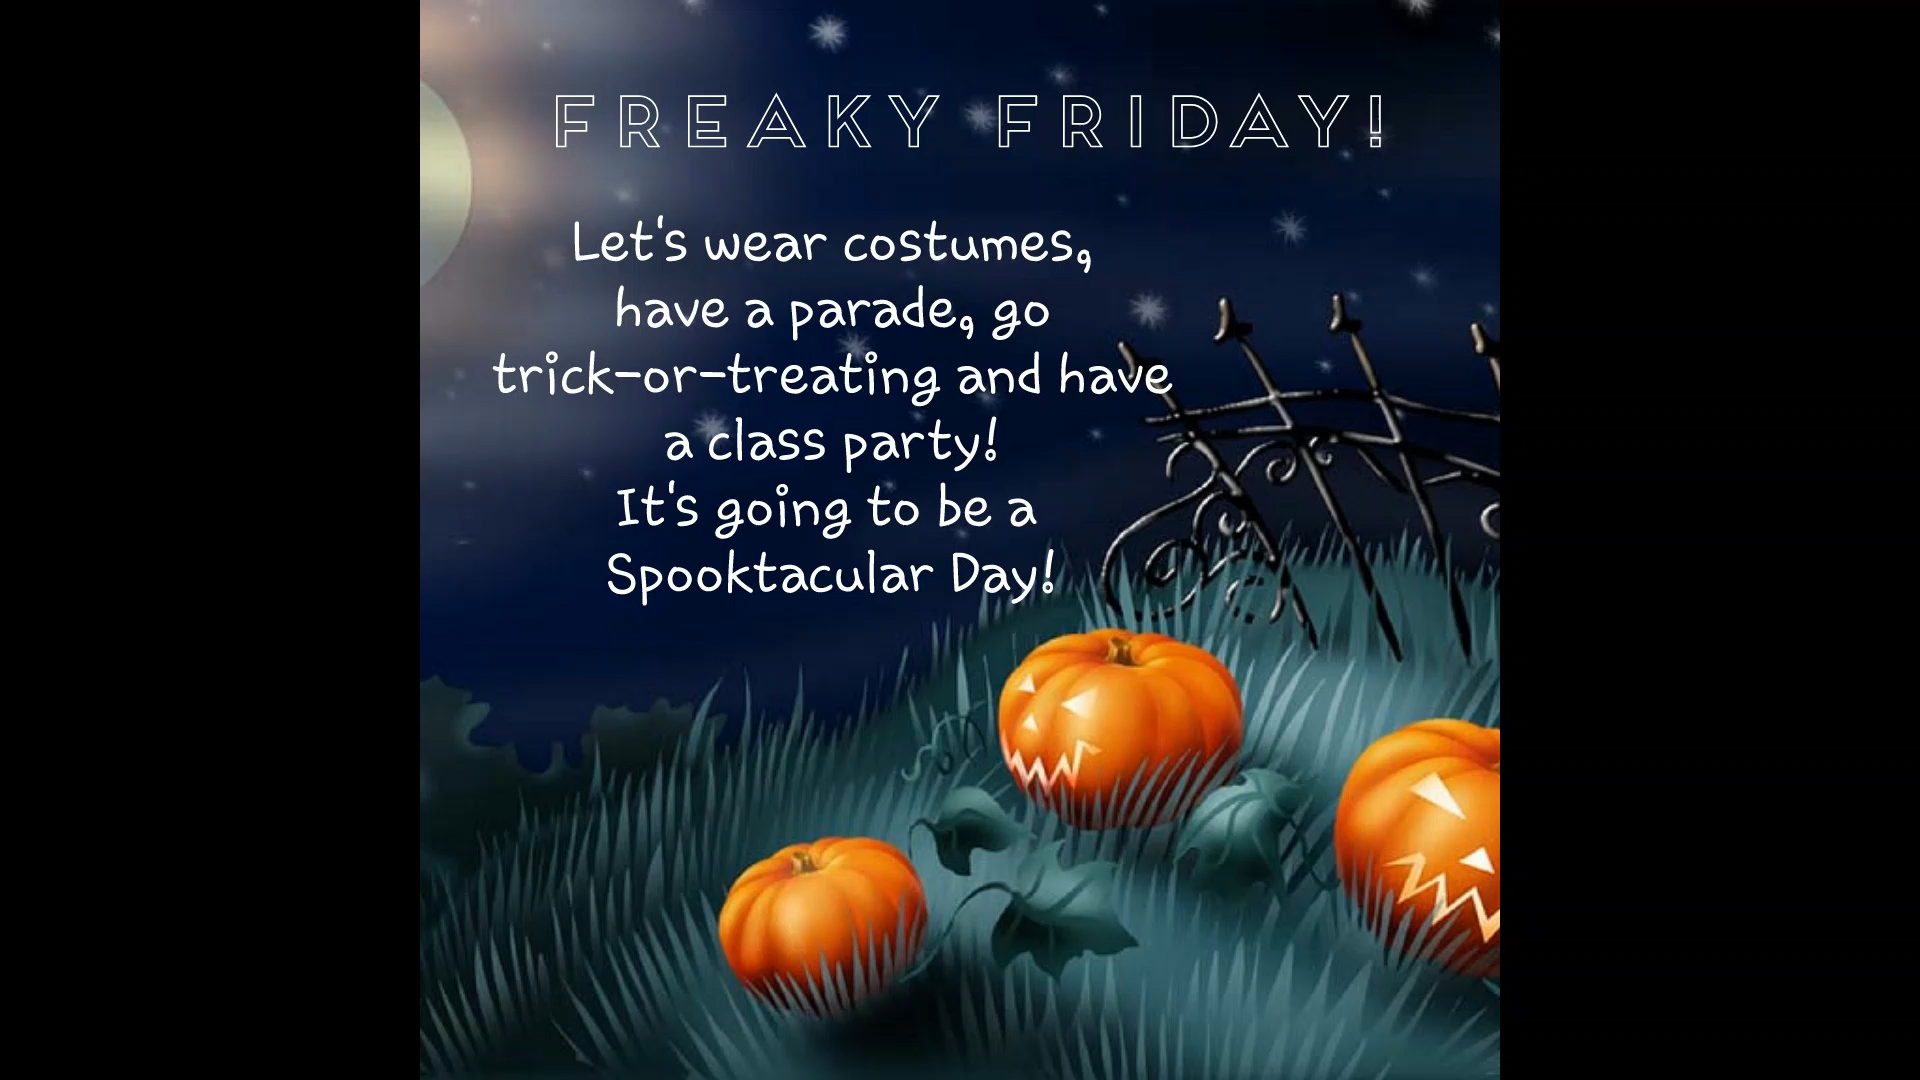 FREAKY FRIDAY!
Let's wear costumes,
have a parade, go
trick-or-treating and have
a class party!
It's going to be a
Spooktacular Day!